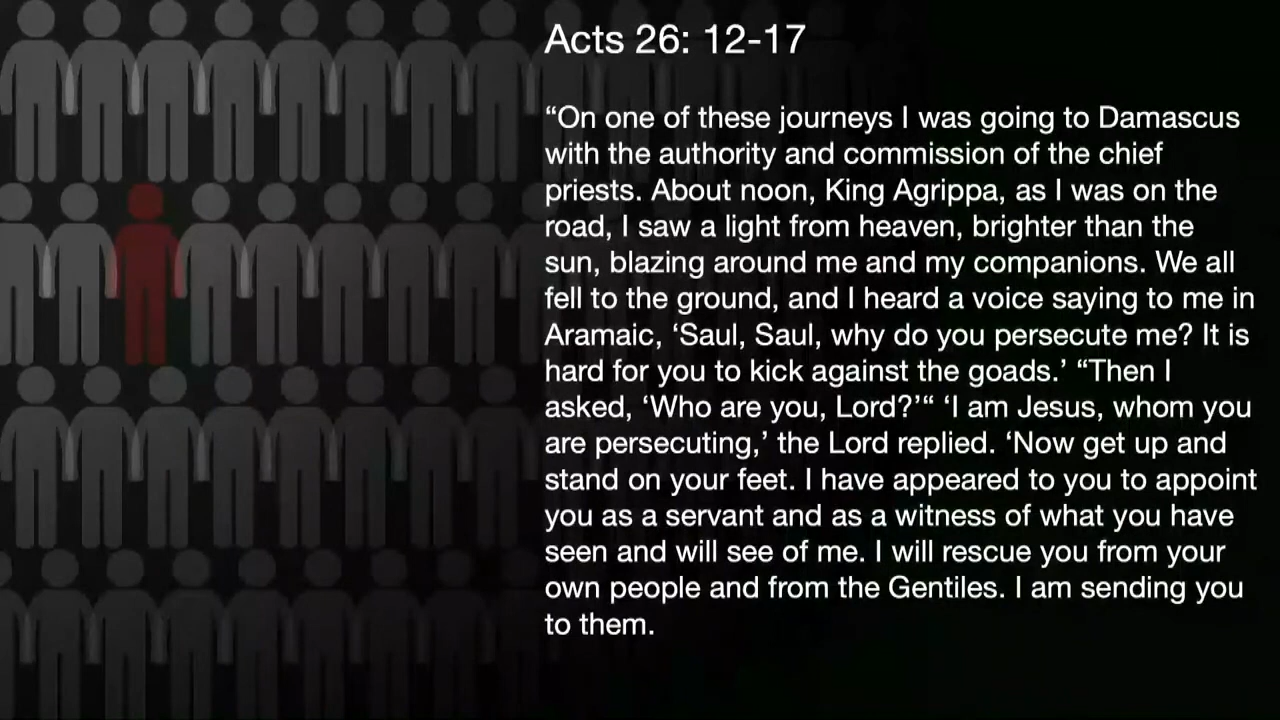 Acts 26: 12-17
“On one of these journeys I was going to Damascus
with the authority and commission of the chief
priests. About noon, King Agrippa, as I was on the
road, I saw a light from heaven, brighter than the
sun, blazing around me and my companions. We all
fell to the ground, and I heard a voice saying to me in
Aramaic, ‘Saul, Saul, why do you persecute me? It is
hard for you to kick against the goads.’ “Then I
asked, ‘Who are you, Lord?’“ ‘I am Jesus, whom you
are persecuting,’ the Lord replied. ‘Now get up and
stand on your feet. I have appeared to you to appoint
you as a servant and as a witness of what you have
seen and will see of me. I will rescue you from your
own people and from the Gentiles. I am sending you
to them.